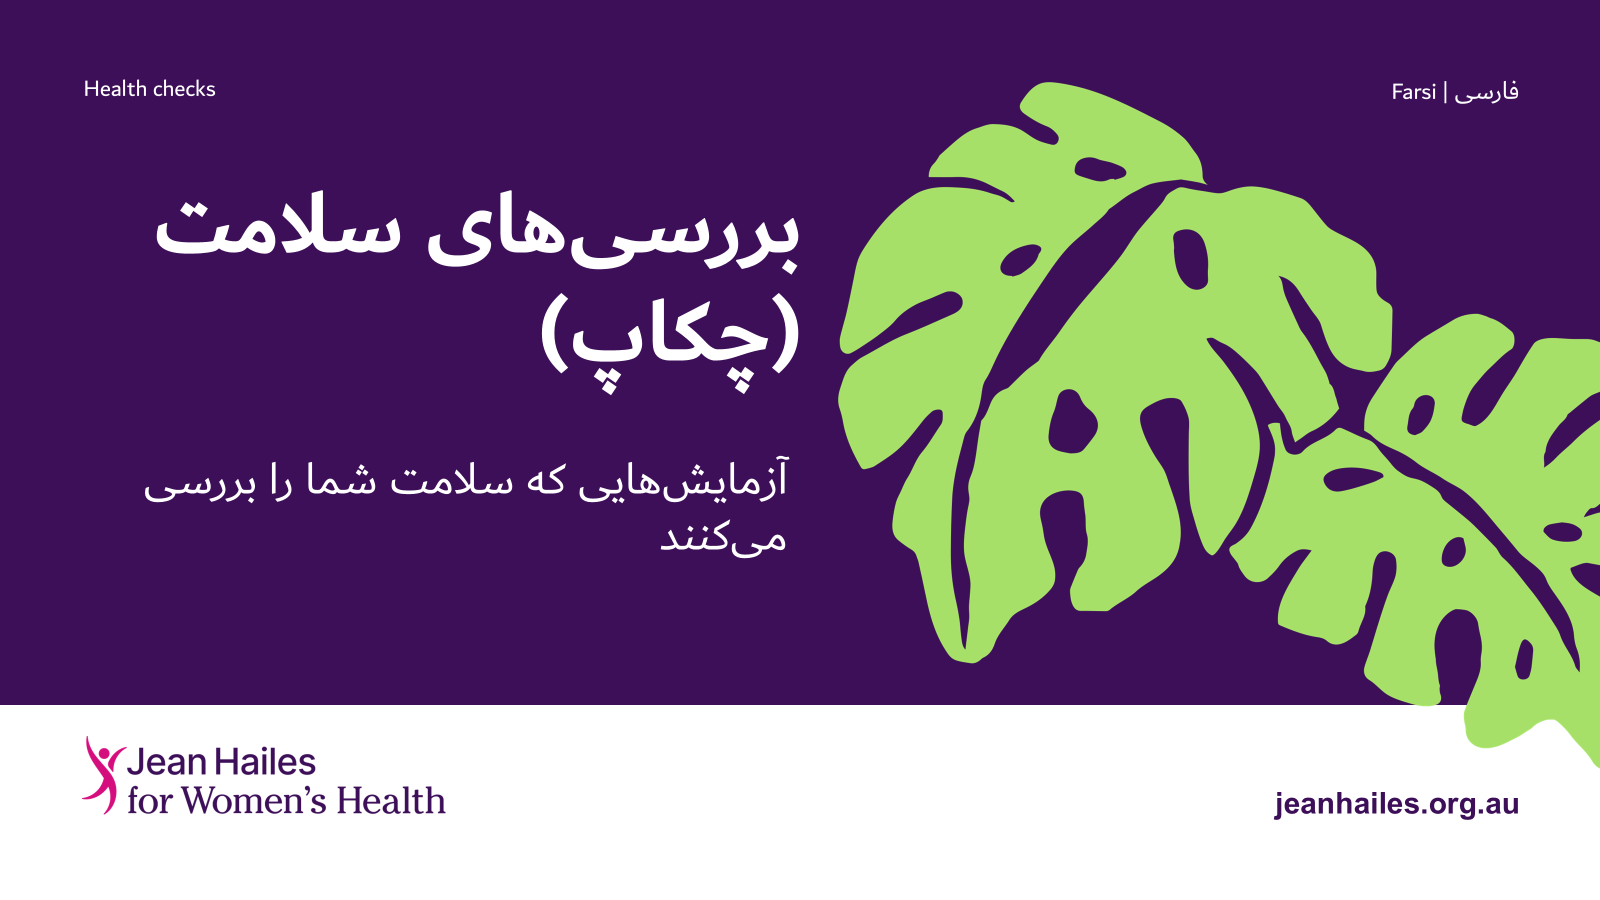 Health checks
Farsi | فارسی
بررسی‌های سلامت
(چکاپ)
آزمایش‌هایی که سلامت شما را بررسی
می‌کنند
Jean Hailes
for Women’s Health
jeanhailes.org.au